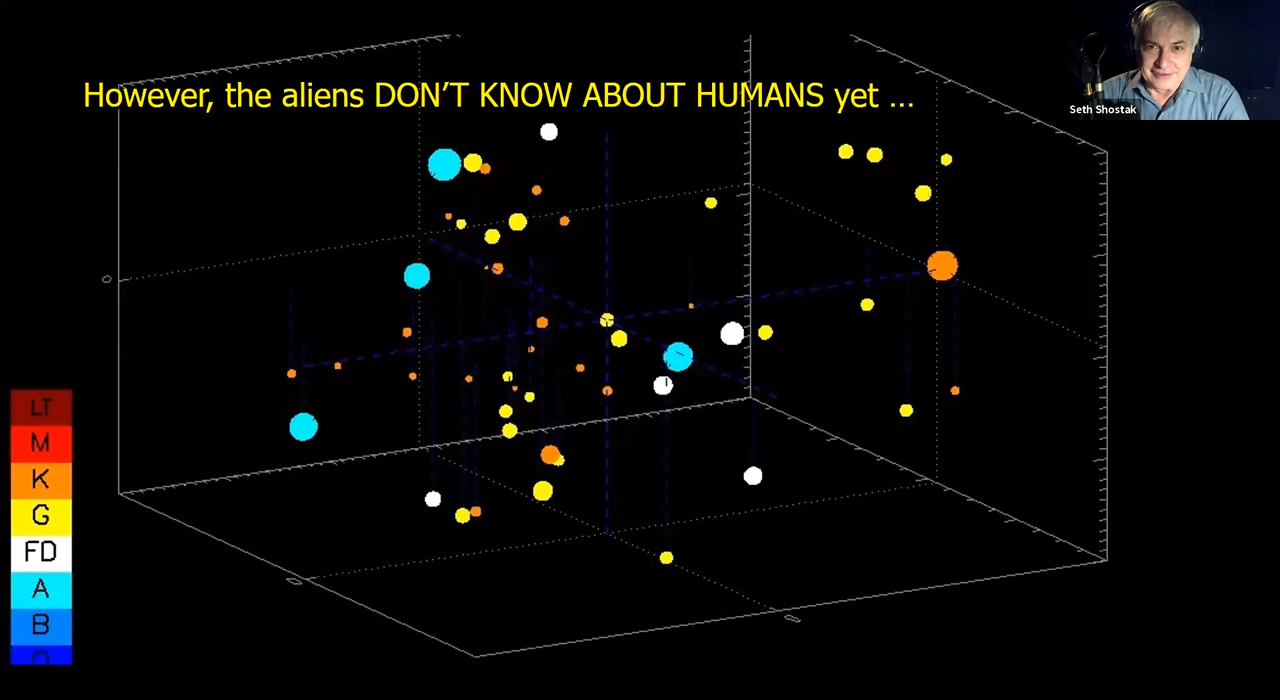 However, the aliens DON’T KNOW ABOUT HUMANS yet ...
Seth Shostak
LT
M
K
G
FD
A
B